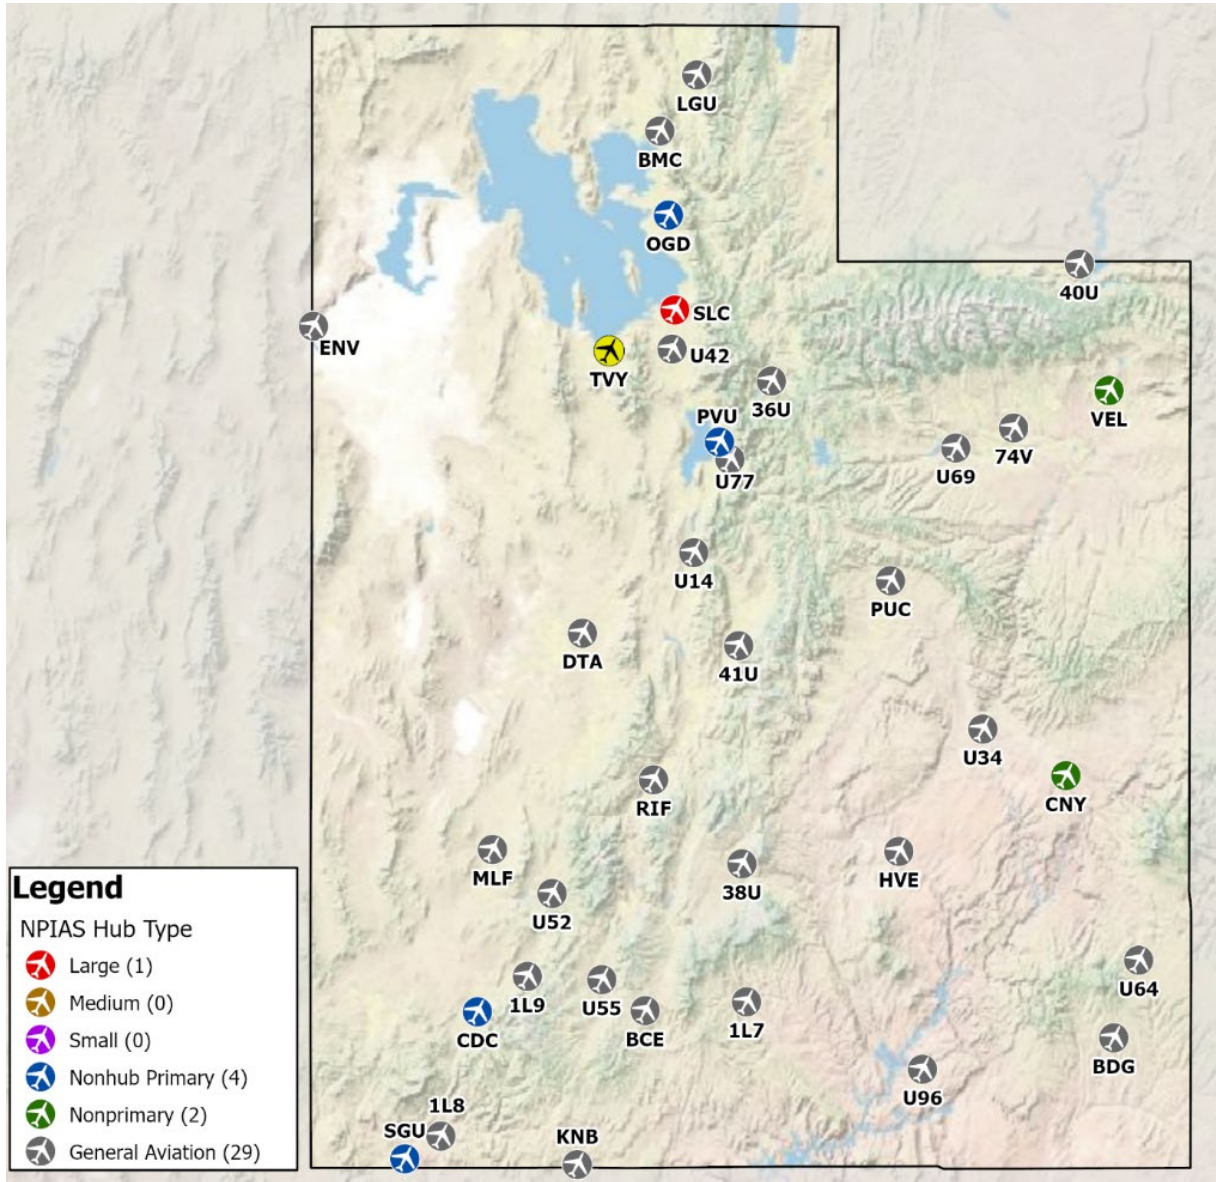 LGU
BMC
OGD
40U
SLC
ENV
U42
TVY
36U
VEL
PVU
74V
U69
U77
U14
PUC
DTA
41U
U34
CNY
RIF
MLF
38U
HVE
U52
U64
1L9
U55
1L7
CDC
BCE
BDG
U96
1L8
SGU
KNB
Legend
NPIAS Hub Type
Large (1)
Medium (0)
Small (0)
Nonhub Primary (4)
Nonprimary (2)
General Aviation (29)